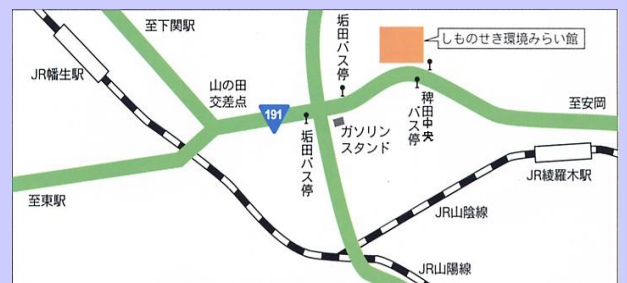 至下関駅
垢田バス停
しものせき環境みらい館
JR幡生駅
山の田
交差点
191
稗田中央
バス停
至安岡
ガソリン
スタンド
垢田バス停
JR綾羅木駅
至東駅
JR山陰線
JR山陽線